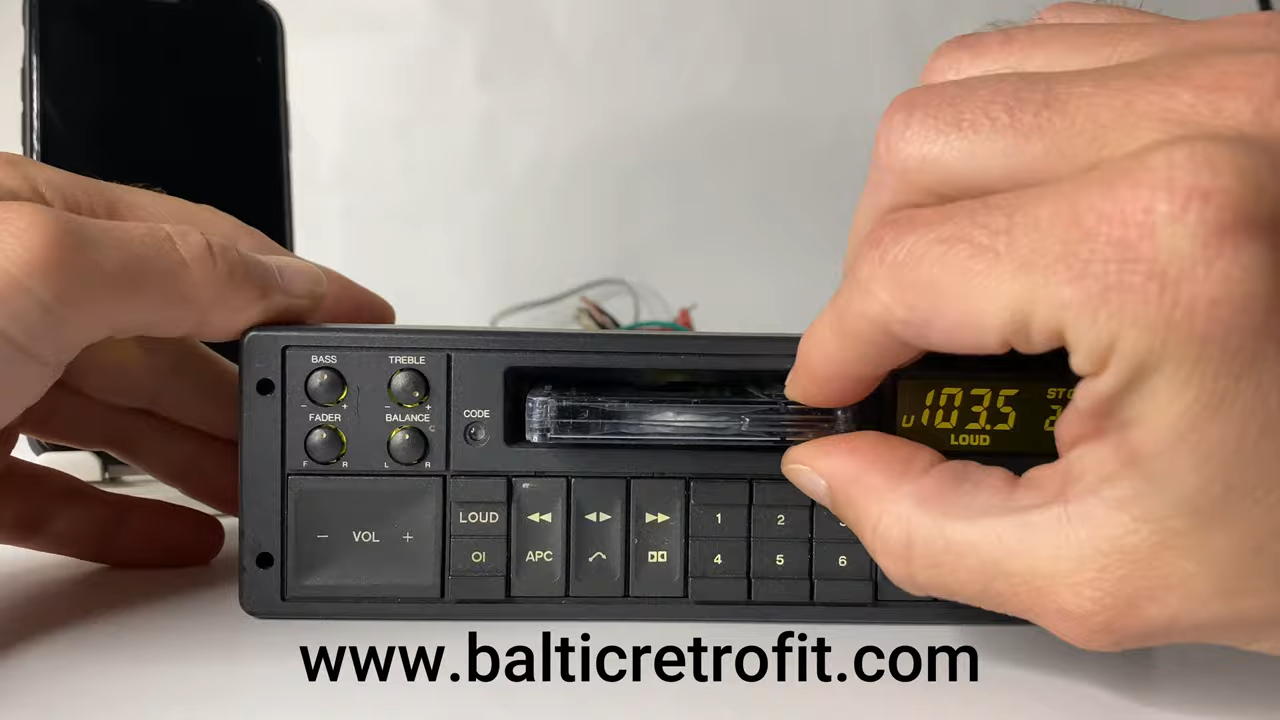 BASS
TREBLE
- +
- +
FADER
BALANCE
F R
L R
CODE
103.5
LOUD
- VOL +
LOUD
1
2
OI
APC
4
5
6
www.balticretrofit.com